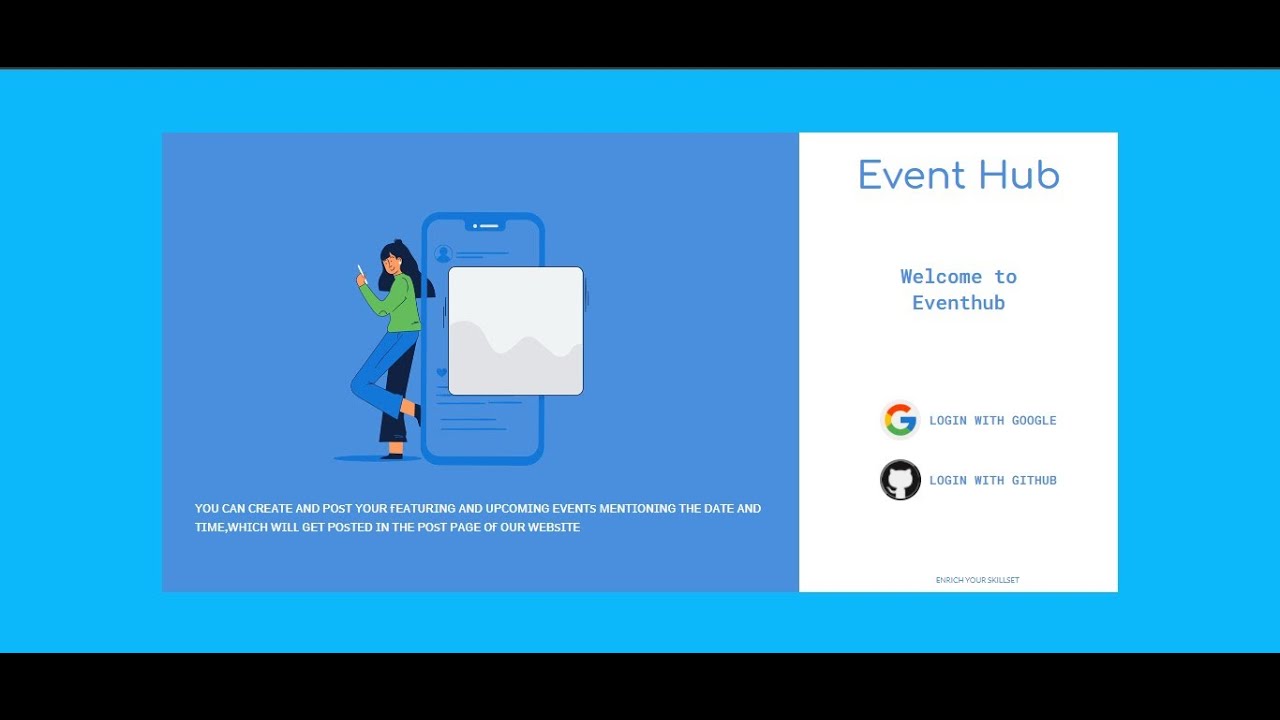 Event Hub
Welcome to
Eventhub
LOGIN WITH GOOGLE
LOGIN WITH GITHUB
YOU CAN CREATE AND POST YOUR FEATURING AND UPCOMING EVENTs MENTIONING THE DATE AND
TIME,WHICH WILL GET POSTED IN THE POST PAGE OF OUR WEBSITE
ENRICH YOUR SKILLSET